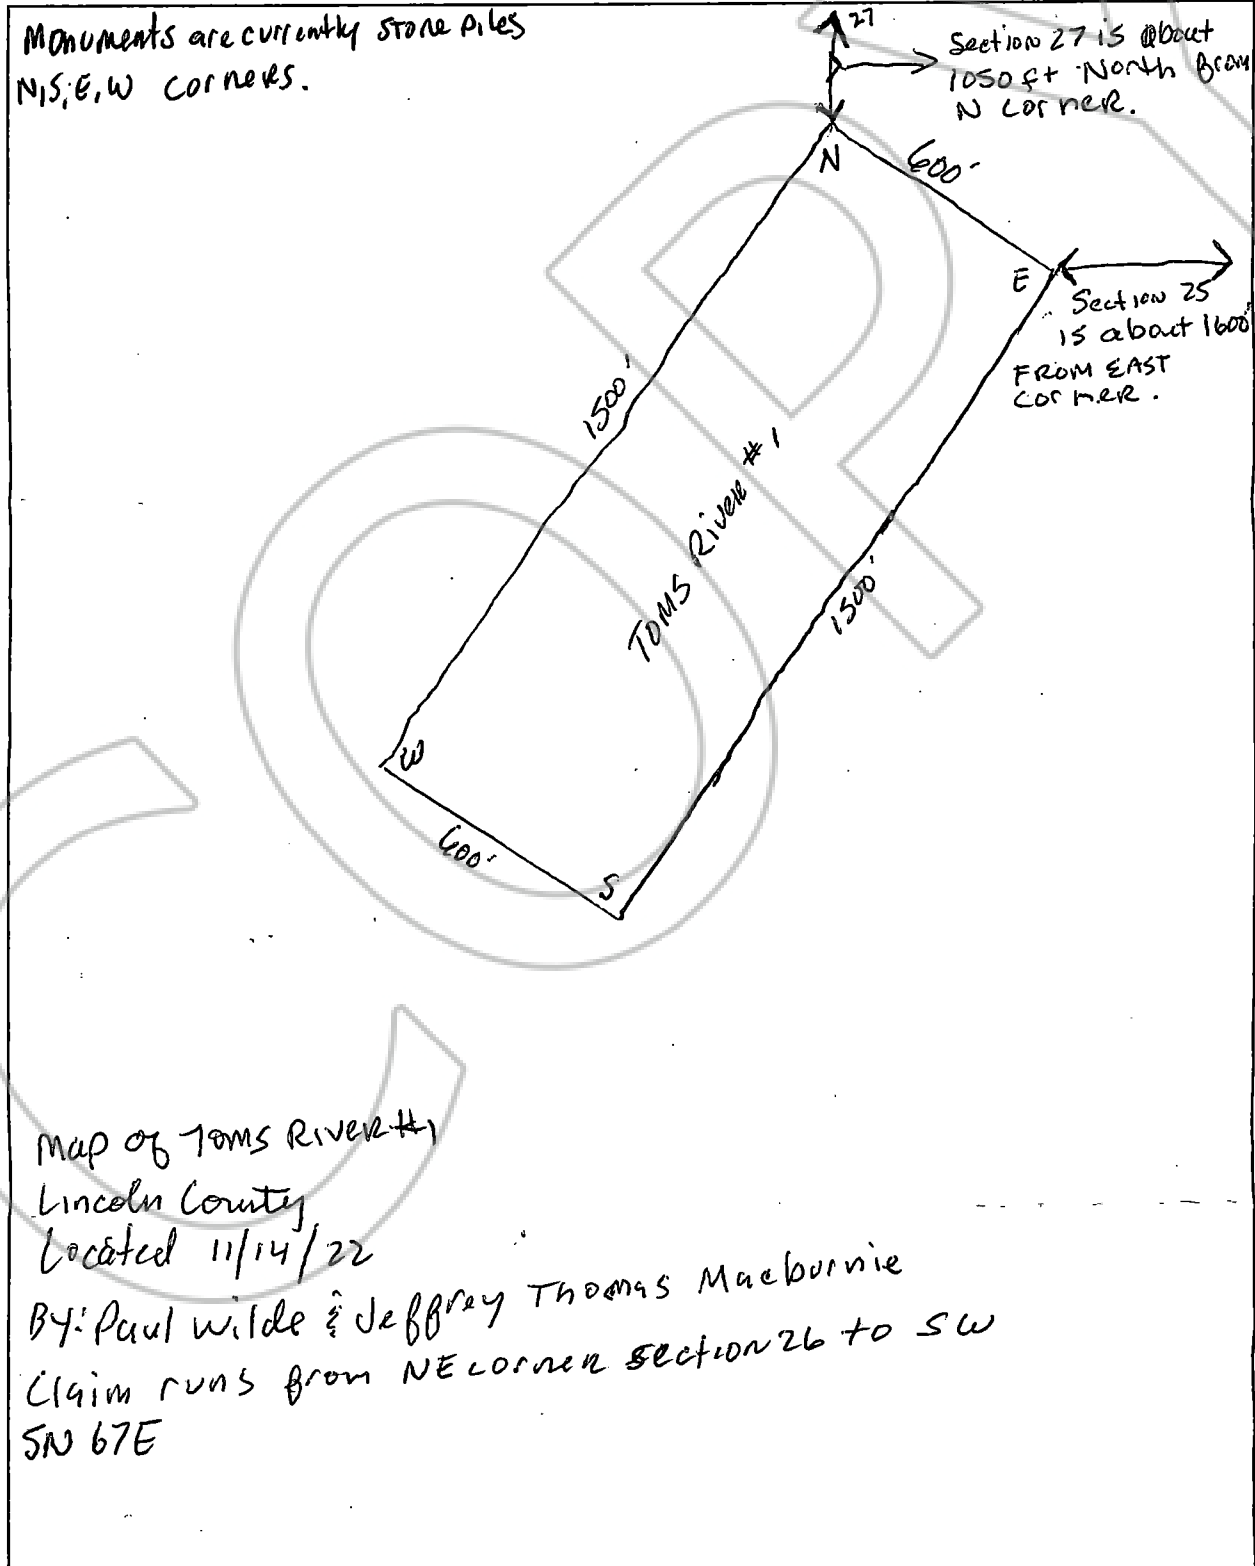 Monuments are currently stone piles
N,S,E,W corners.
27
Section 27 is about
1050 ft North from
N corner.
N
600'
E
Section 25
is about 1600'
FROM EAST
corner.
1500'
Toms River #1
1500'
W
600'
S
COPY
Map of Toms River #1
Lincoln County
Located 11/14/22
By: Paul Wilde & Jeffrey Thomas Macburnie
Claim runs from NE corner section 26 to SW
5N 67E